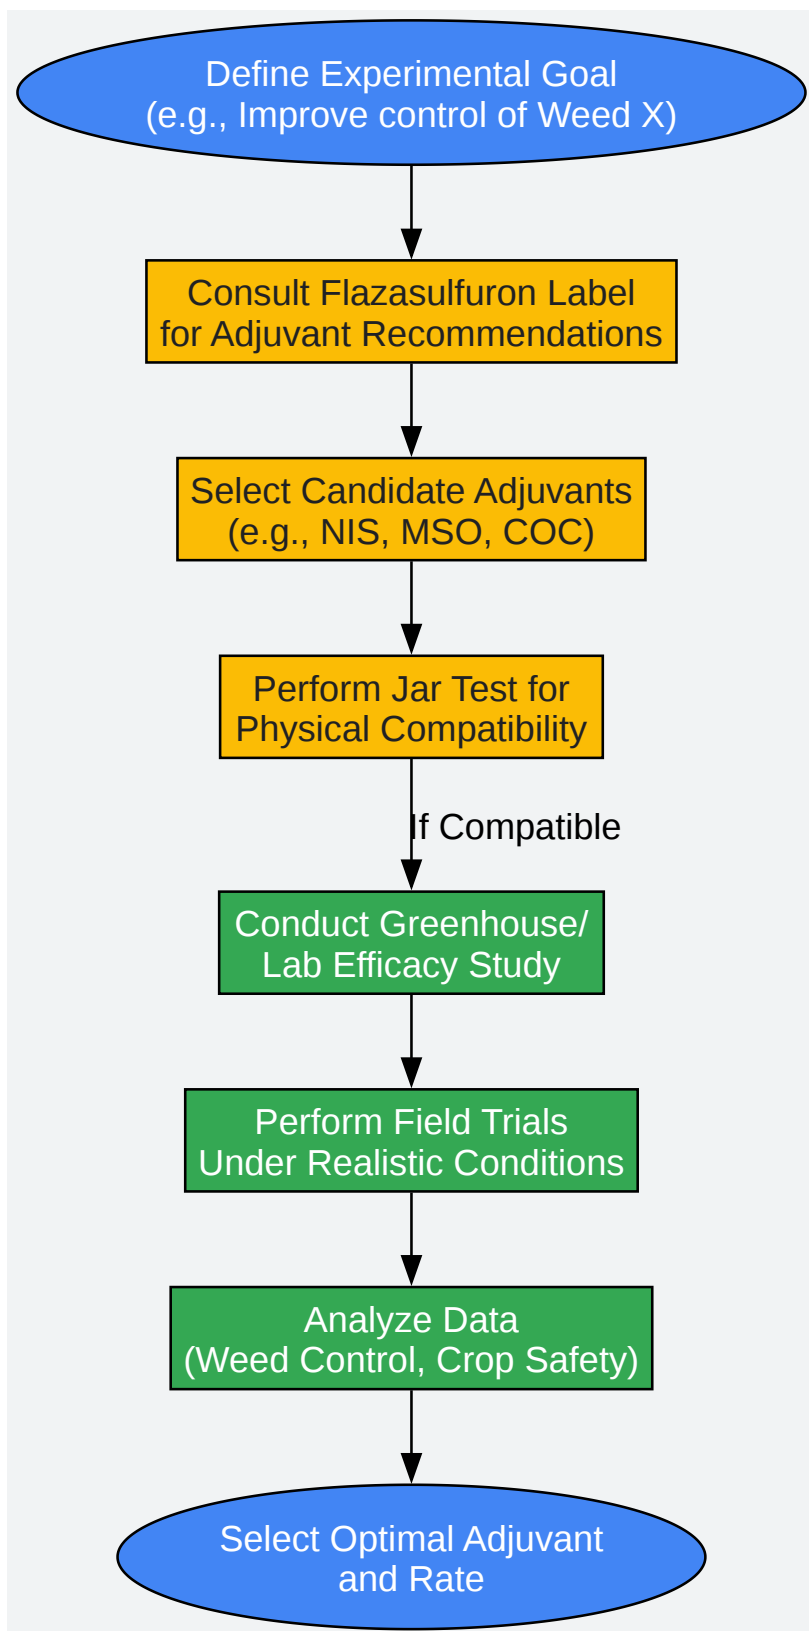 Define Experimental Goal
(e.g., Improve control of Weed X)
Consult Flazasulfuron Label
for Adjuvant Recommendations
Select Candidate Adjuvants
(e.g., NIS, MSO, COC)
Perform Jar Test for
Physical Compatibility
If Compatible
Conduct Greenhouse/
Lab Efficacy Study
Perform Field Trials
Under Realistic Conditions
Analyze Data
(Weed Control, Crop Safety)
Select Optimal Adjuvant
and Rate